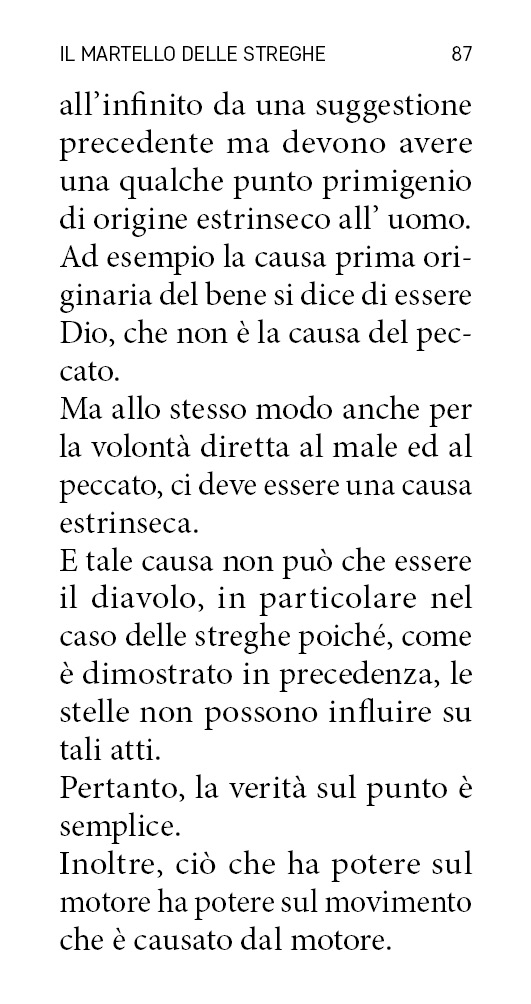 IL MARTELLO DELLE STREGHE 87
all’infinito da una suggestione
precedente ma devono avere
una qualche punto primigenio
di origine estrinseco all’ uomo.
Ad esempio la causa prima ori-
ginaria del bene si dice di essere
Dio, che non è la causa del pec-
cato.
Ma allo stesso modo anche per
la volontà diretta al male ed al
peccato, ci deve essere una causa
estrinseca.
E tale causa non può che essere
il diavolo, in particolare nel
caso delle streghe poiché, come
è dimostrato in precedenza, le
stelle non possono influire su
tali atti.
Pertanto, la verità sul punto è
semplice.
Inoltre, ciò che ha potere sul
motore ha potere sul movimento
che è causato dal motore.